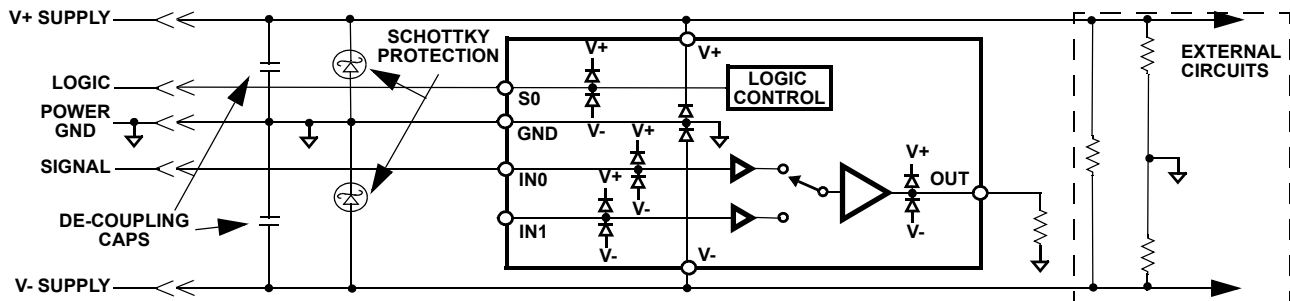 V+ SUPPLY
SCHOTTKY
PROTECTION
LOGIC
POWER
GND
SIGNAL
DE-COUPLING
CAPS
V- SUPPLY
V+
V+
S0
V-
LOGIC
CONTROL
GND
V+
IN0
V-
V+
IN1
V-
V+
OUT
V-
V-
EXTERNAL
CIRCUITS